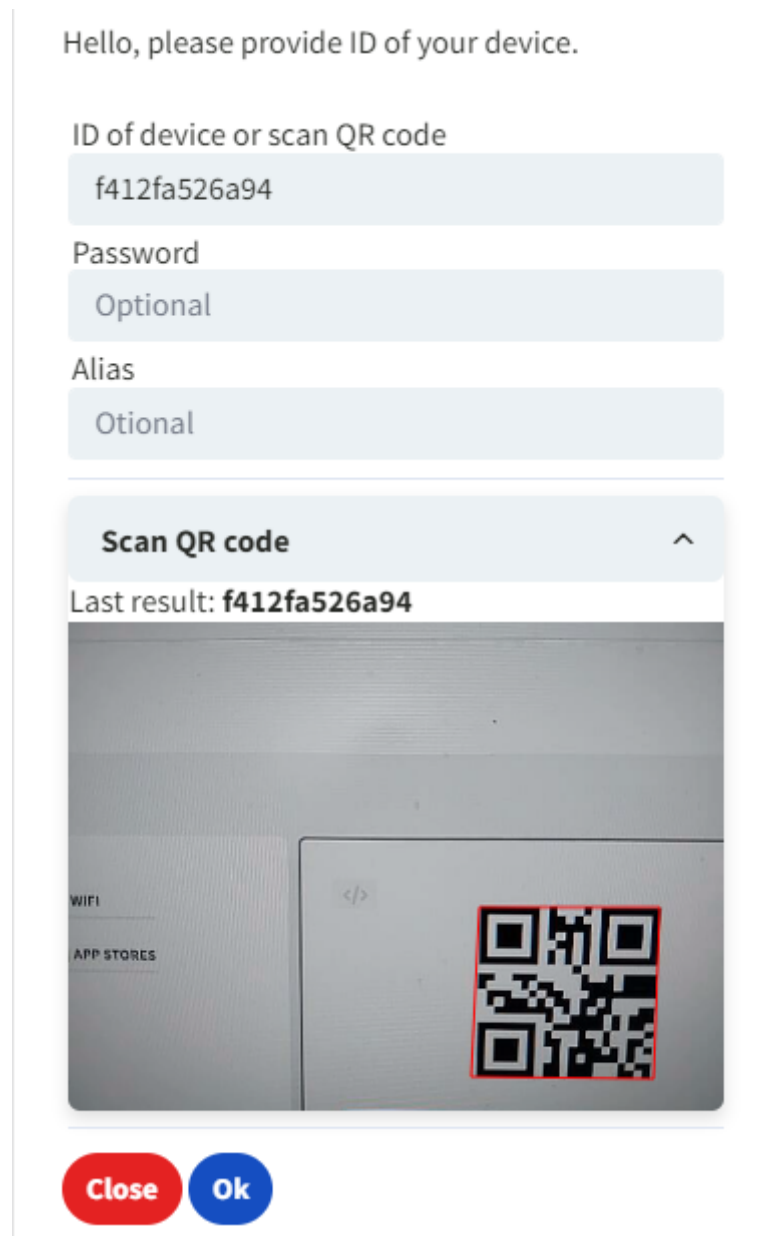 Hello, please provide ID of your device.
ID of device or scan QR code
f412fa526a94
Password
Optional
Alias
Otional
Scan QR code
Last result: f412fa526a94
WIFI
</>
APP STORES
Close
Ok